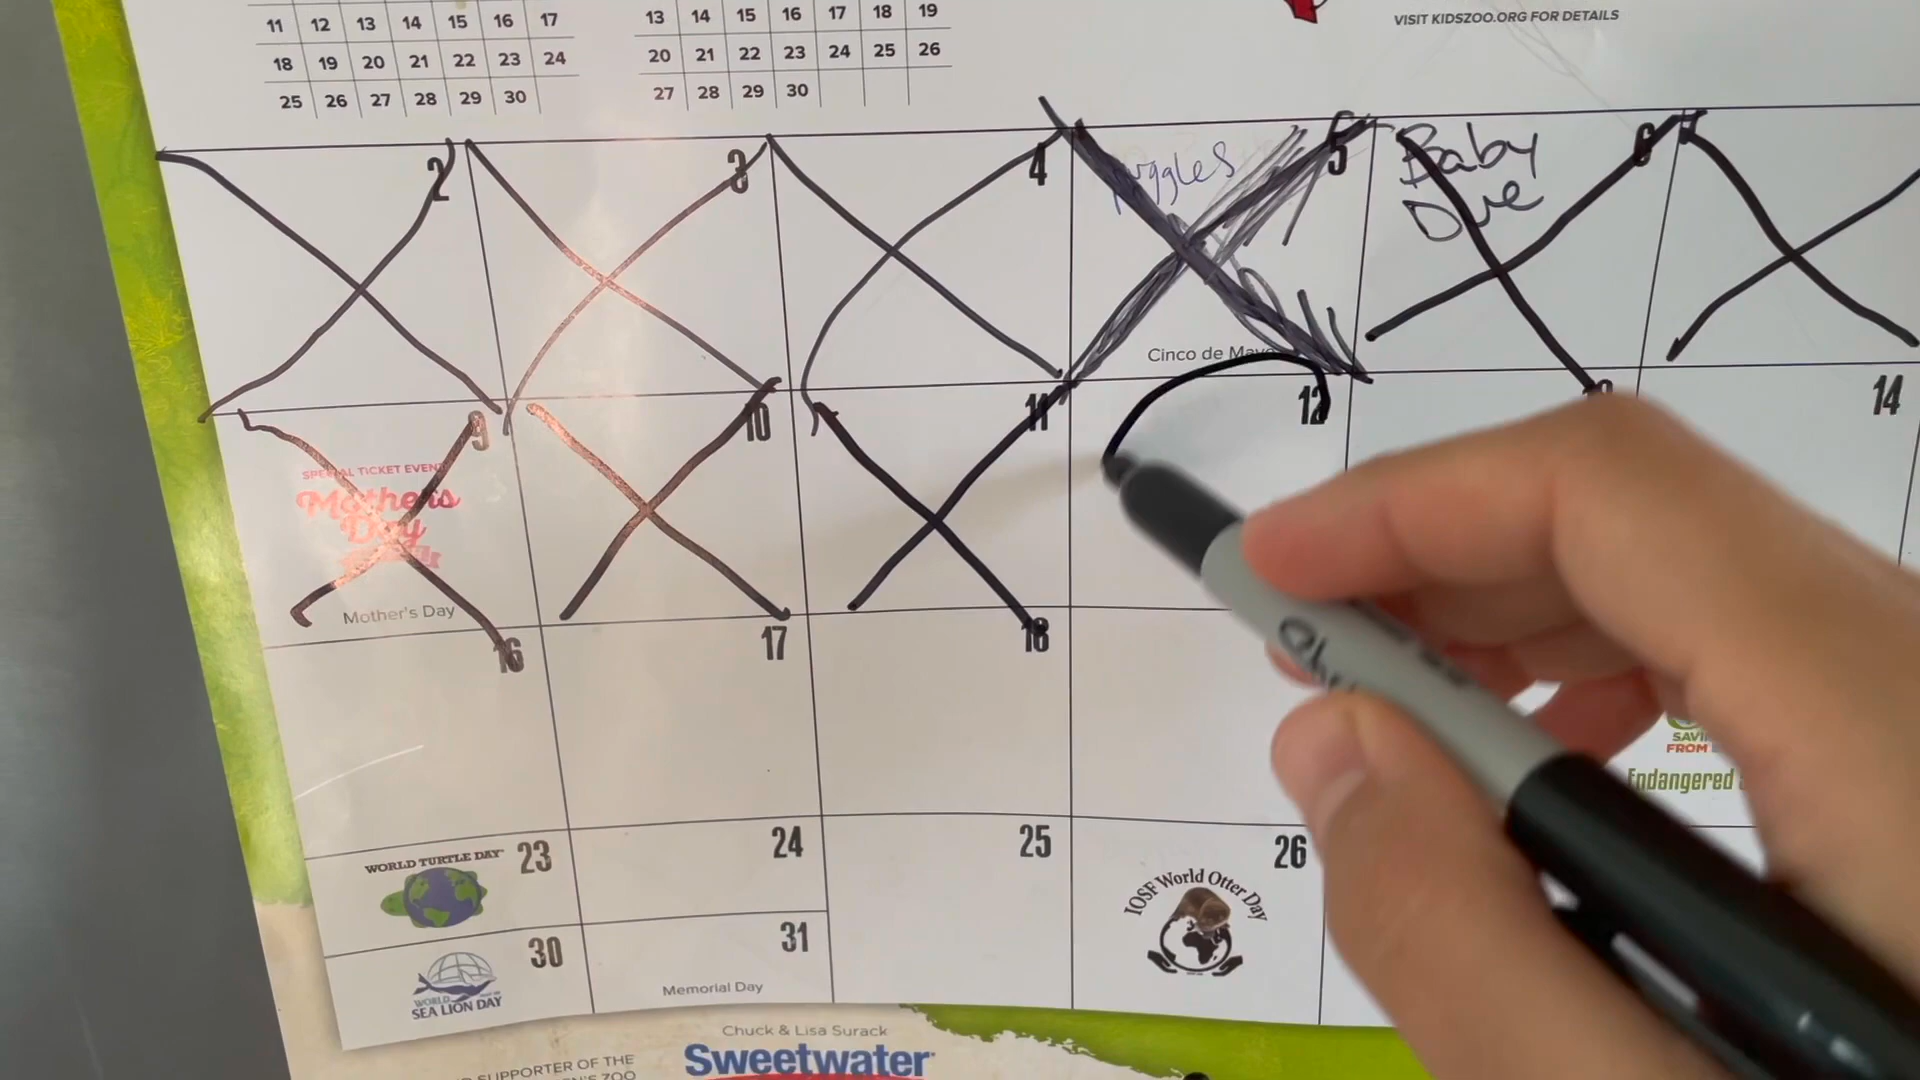 11 12 13 14 15 16 17
18 19 20 21 22 23 24
25 26 27 28 29 30
13 14 15 16 17 18 19
20 21 22 23 24 25 26
27 28 29 30
VISIT KIDSZOO.ORG FOR DETAILS
2
3
4
5
Cinco de Mayo
Baby
Due
6
9
SPECIAL TICKET EVENT
Mother's
Day
Mother's Day
10
11
12
14
16
17
18
SAVI
FROM
Endangered
WORLD TURTLE DAY
23
24
25
26
IOSF World Otter Day
30
WORLD
SEA LION DAY
31
Memorial Day
Chuck & Lisa Surack
Sweetwater
SUPPORTER OF THE
ZOO